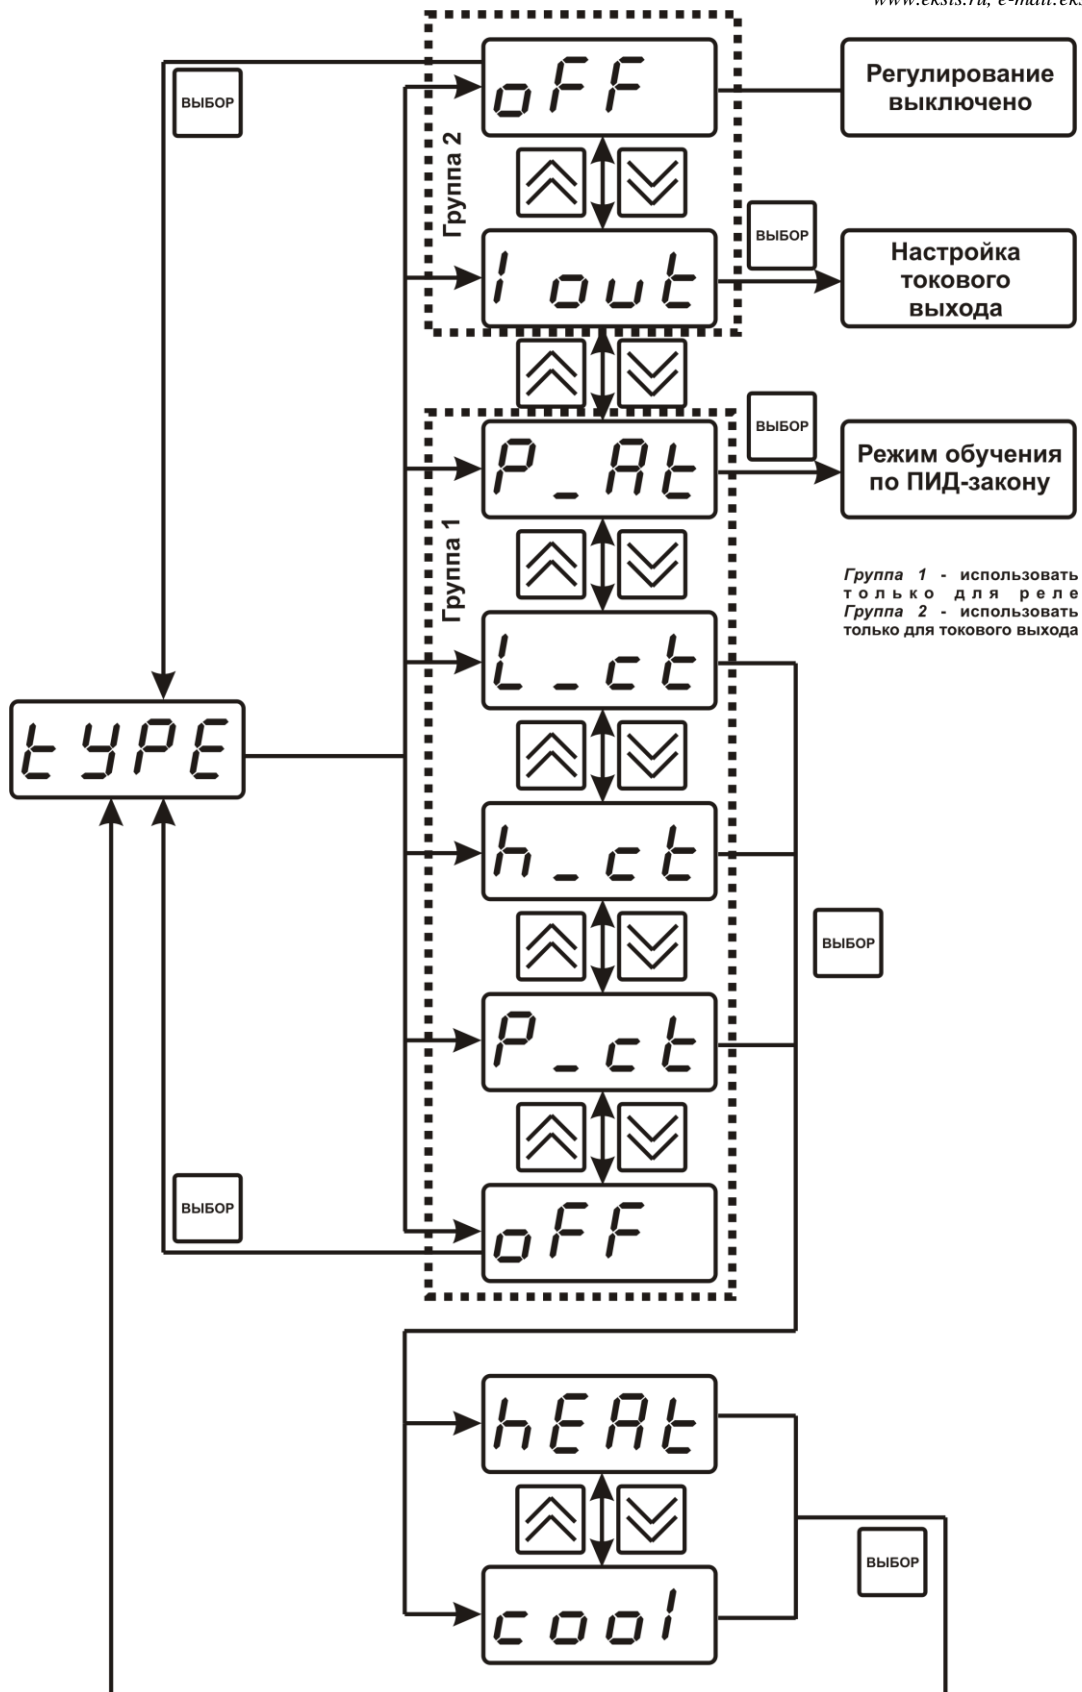 www.eksis.ru, e-mail:eks
oFF
Регулирование
выключено
ВЫБОР
Группа 2
ВЫБОР
I out
Настройка
токового
выхода
ВЫБОР
P_At
Режим обучения
по ПИД-закону
Группа 1
Группа 1 - использовать
только для реле
Группа 2 - использовать
только для токового выхода
L_ct
tYPE
h_ct
ВЫБОР
P_ct
ВЫБОР
oFF
hEAt
ВЫБОР
cool